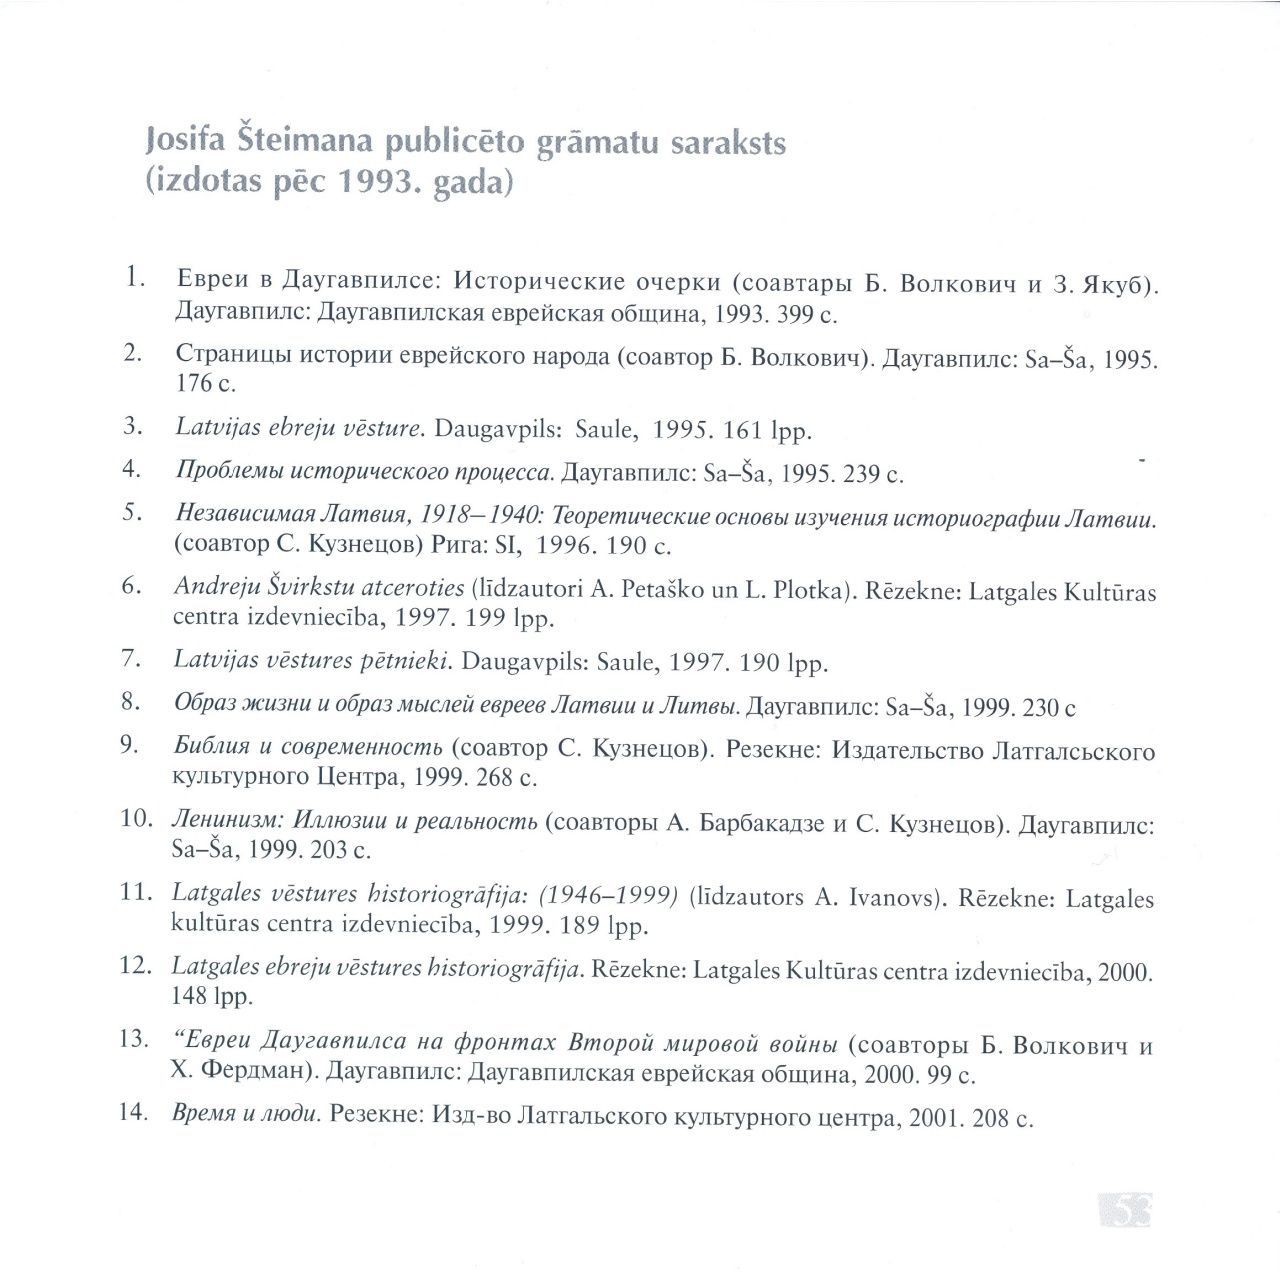 Josifa Šteimana publicēto grāmatu saraksts
(izdotas pēc 1993. gada)
1. Евреи в Даугавпилсе: Исторические очерки (соавтары Б. Волкович и З. Якуб).
Даугавпилс: Даугавпилская еврейская община, 1993. 399 с.
2. Страницы истории еврейского народа (соавтор Б. Волкович). Даугавпилс: Sa–Ša, 1995.
176 с.
3. Latvijas ebreju vēsture. Daugavpils: Saule, 1995. 161 lpp.
4. Проблемы исторического процесса. Даугавпилс: Sa–Ša, 1995. 239 с.
5. Независимая Латвия, 1918–1940: Теоретические основы изучения историографии Латвии.
(соавтор С. Кузнецов) Рига: SI, 1996. 190 с.
6. Andreju Švirkstu atceroties (līdzautori A. Petaško un L. Plotka). Rēzekne: Latgales Kultūras
centra izdevniecība, 1997. 199 lpp.
7. Latvijas vēstures pētnieki. Daugavpils: Saule, 1997. 190 lpp.
8. Образ жизни и образ мыслей евреев Латвии и Литвы. Даугавпилс: Sa–Ša, 1999. 230 с
9. Библия и современность (соавтор С. Кузнецов). Резекне: Издательство Латгалсьского
культурного Центра, 1999. 268 с.
10. Ленинизм: Иллюзии и реальность (соавторы А. Барбакадзе и С. Кузнецов). Даугавпилс:
Sa–Ša, 1999. 203 с.
11. Latgales vēstures historiogrāfija: (1946–1999) (līdzautors A. Ivanovs). Rēzekne: Latgales
kultūras centra izdevniecība, 1999. 189 lpp.
12. Latgales ebreju vēstures historiogrāfija. Rēzekne: Latgales Kultūras centra izdevniecība, 2000.
148 lpp.
13. “Евреи Даугавпилса на фронтах Второй мировой войны (соавторы Б. Волкович и
Х. Фердман). Даугавпилс: Даугавпилская еврейская община, 2000. 99 с.
14. Время и люди. Резекне: Изд-во Латгальского культурного центра, 2001. 208 с.
53